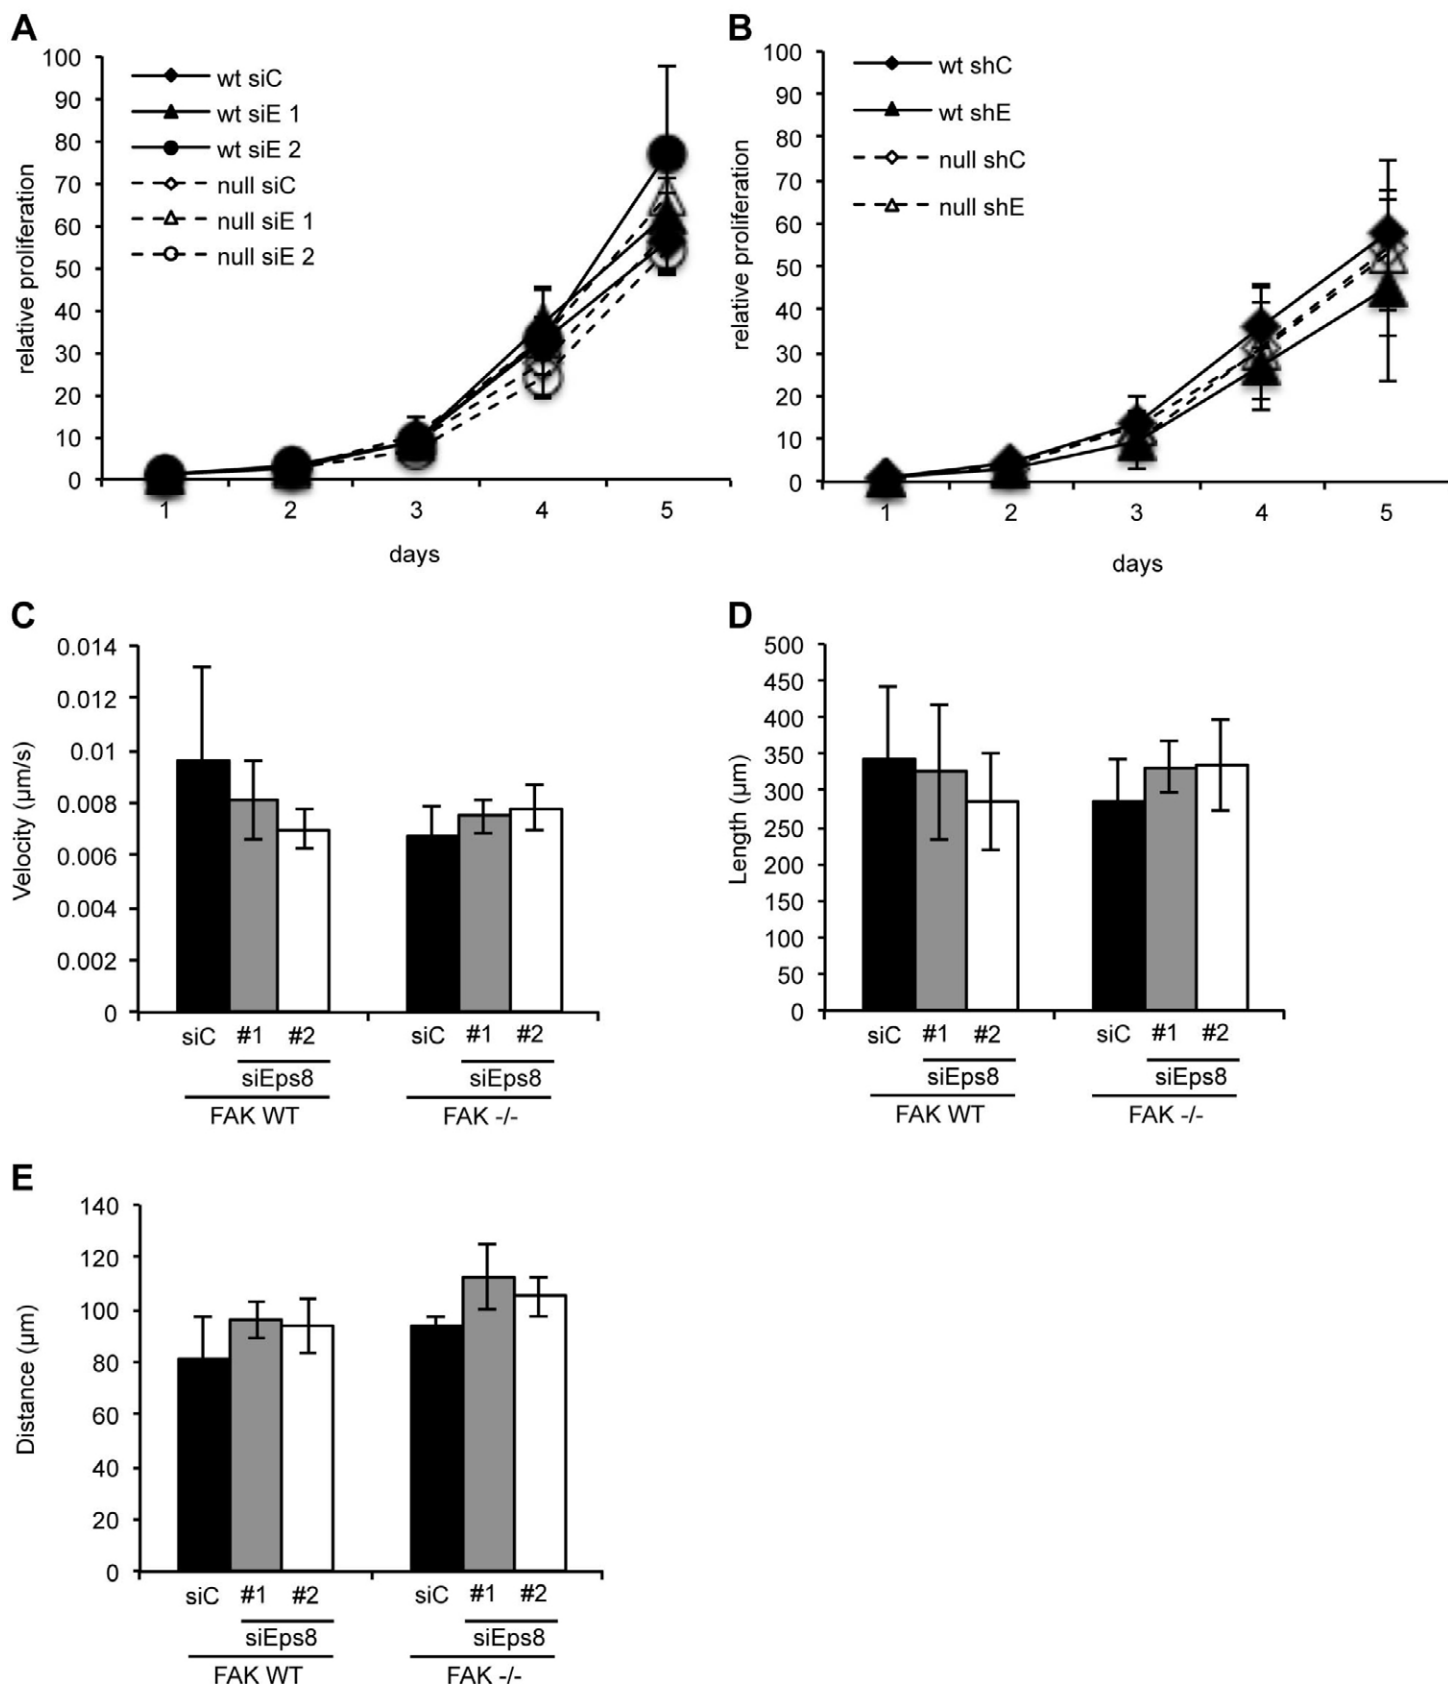 A
100
90
80
70
60
50
40
30
20
10
0
relative proliferation
wt siC
wt siE 1
wt siE 2
null siC
null siE 1
null siE 2
1 2 3 4 5
days
B
100
90
80
70
60
50
40
30
20
10
0
relative proliferation
wt shC
wt shE
null shC
null shE
1 2 3 4 5
days
C
0.014
0.012
0.01
0.008
0.006
0.004
0.002
0
Velocity (µm/s)
siC #1 #2 siC #1 #2
siEps8 siEps8
FAK WT FAK -/-
D
500
450
400
350
300
250
200
150
100
50
0
Length (µm)
siC #1 #2 siC #1 #2
siEps8 siEps8
FAK WT FAK -/-
E
140
120
100
80
60
40
20
0
Distance (µm)
siC #1 #2 siC #1 #2
siEps8 siEps8
FAK WT FAK -/-